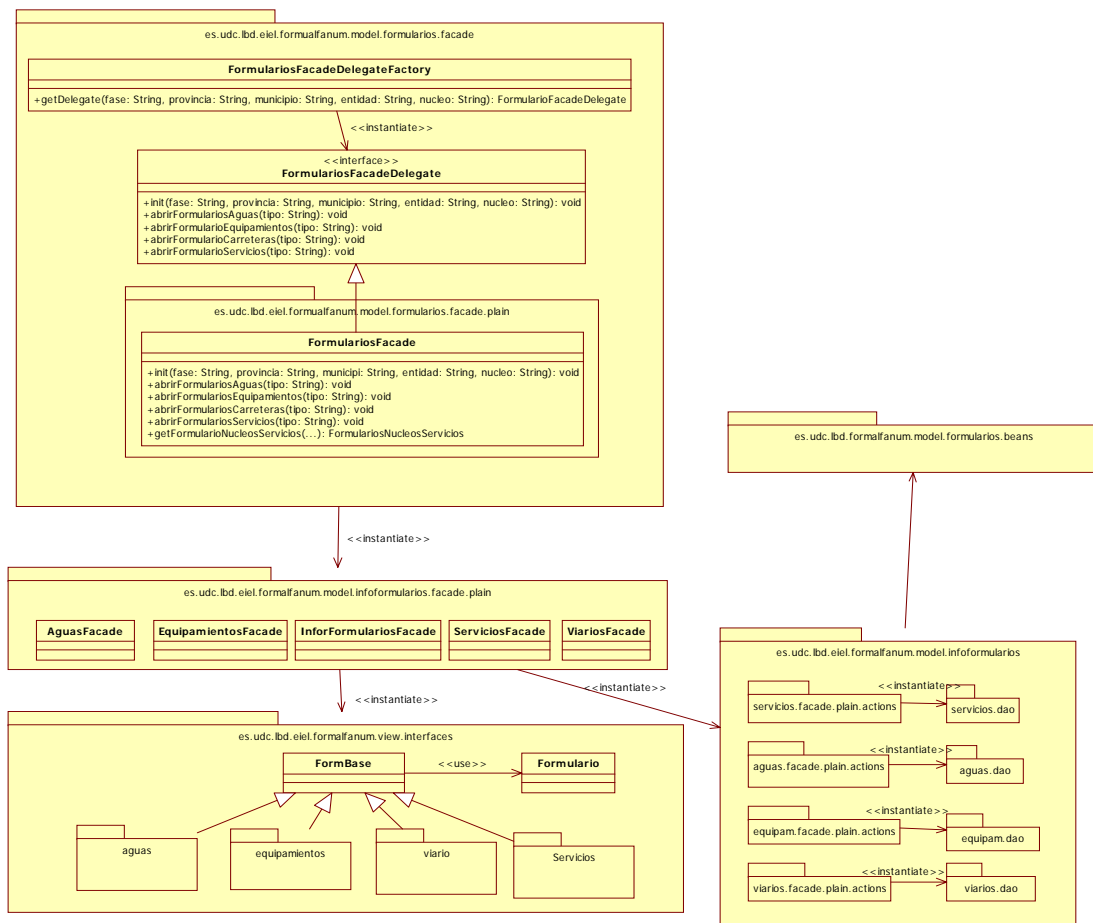 es.udc.lbd.eiel.formualfanum.model.formularios.facade
FormulariosFacadeDelegateFactory
+getDelegate(fase: String, provincia: String, municipio: String, entidad: String, nucleo: String): FormularioFacadeDelegate
<<instantiate>>
<<interface>>
FormulariosFacadeDelegate
+init(fase: String, provincia: String, municipio: String, entidad: String, nucleo: String): void
+abrirFormulariosAguas(tipo: String): void
+abrirFormularioEquipamientos(tipo: String): void
+abrirFormularioCarreteras(tipo: String): void
+abrirFormularioServicios(tipo: String): void
es.udc.lbd.eiel.formualfanum.model.formularios.facade.plain
FormulariosFacade
+init(fase: String, provincia: String, municipi: String, entidad: String, nucleo: String): void
+abrirFormulariosAguas(tipo: String): void
+abrirFormulariosEquipamientos(tipo: String): void
+abrirFormulariosCarreteras(tipo: String): void
+abrirFormulariosServicios(tipo: String): void
+getFormularioNucleosServicios(...): FormulariosNucleosServicios
es.udc.lbd.formalfanum.model.formularios.beans
<<instantiate>>
es.udc.lbd.eiel.formalfanum.model.infoformularios.facade.plain
AguasFacade
EquipamientosFacade
InforFormulariosFacade
ServiciosFacade
ViariosFacade
<<instantiate>>
<<instantiate>>
es.udc.lbd.eiel.formalfanum.view.interfaces
FormBase
<<use>>
Formulario
aguas
equipamientos
viario
Servicios
es.udc.lbd.eiel.formalfanum.model.infoformularios
<<instantiate>>
servicios.facade.plain.actions
servicios.dao
<<instantiate>>
aguas.facade.plain.actions
aguas.dao
<<instantiate>>
equipam.facade.plain.actions
equipam.dao
<<instantiate>>
viarios.facade.plain.actions
viarios.dao